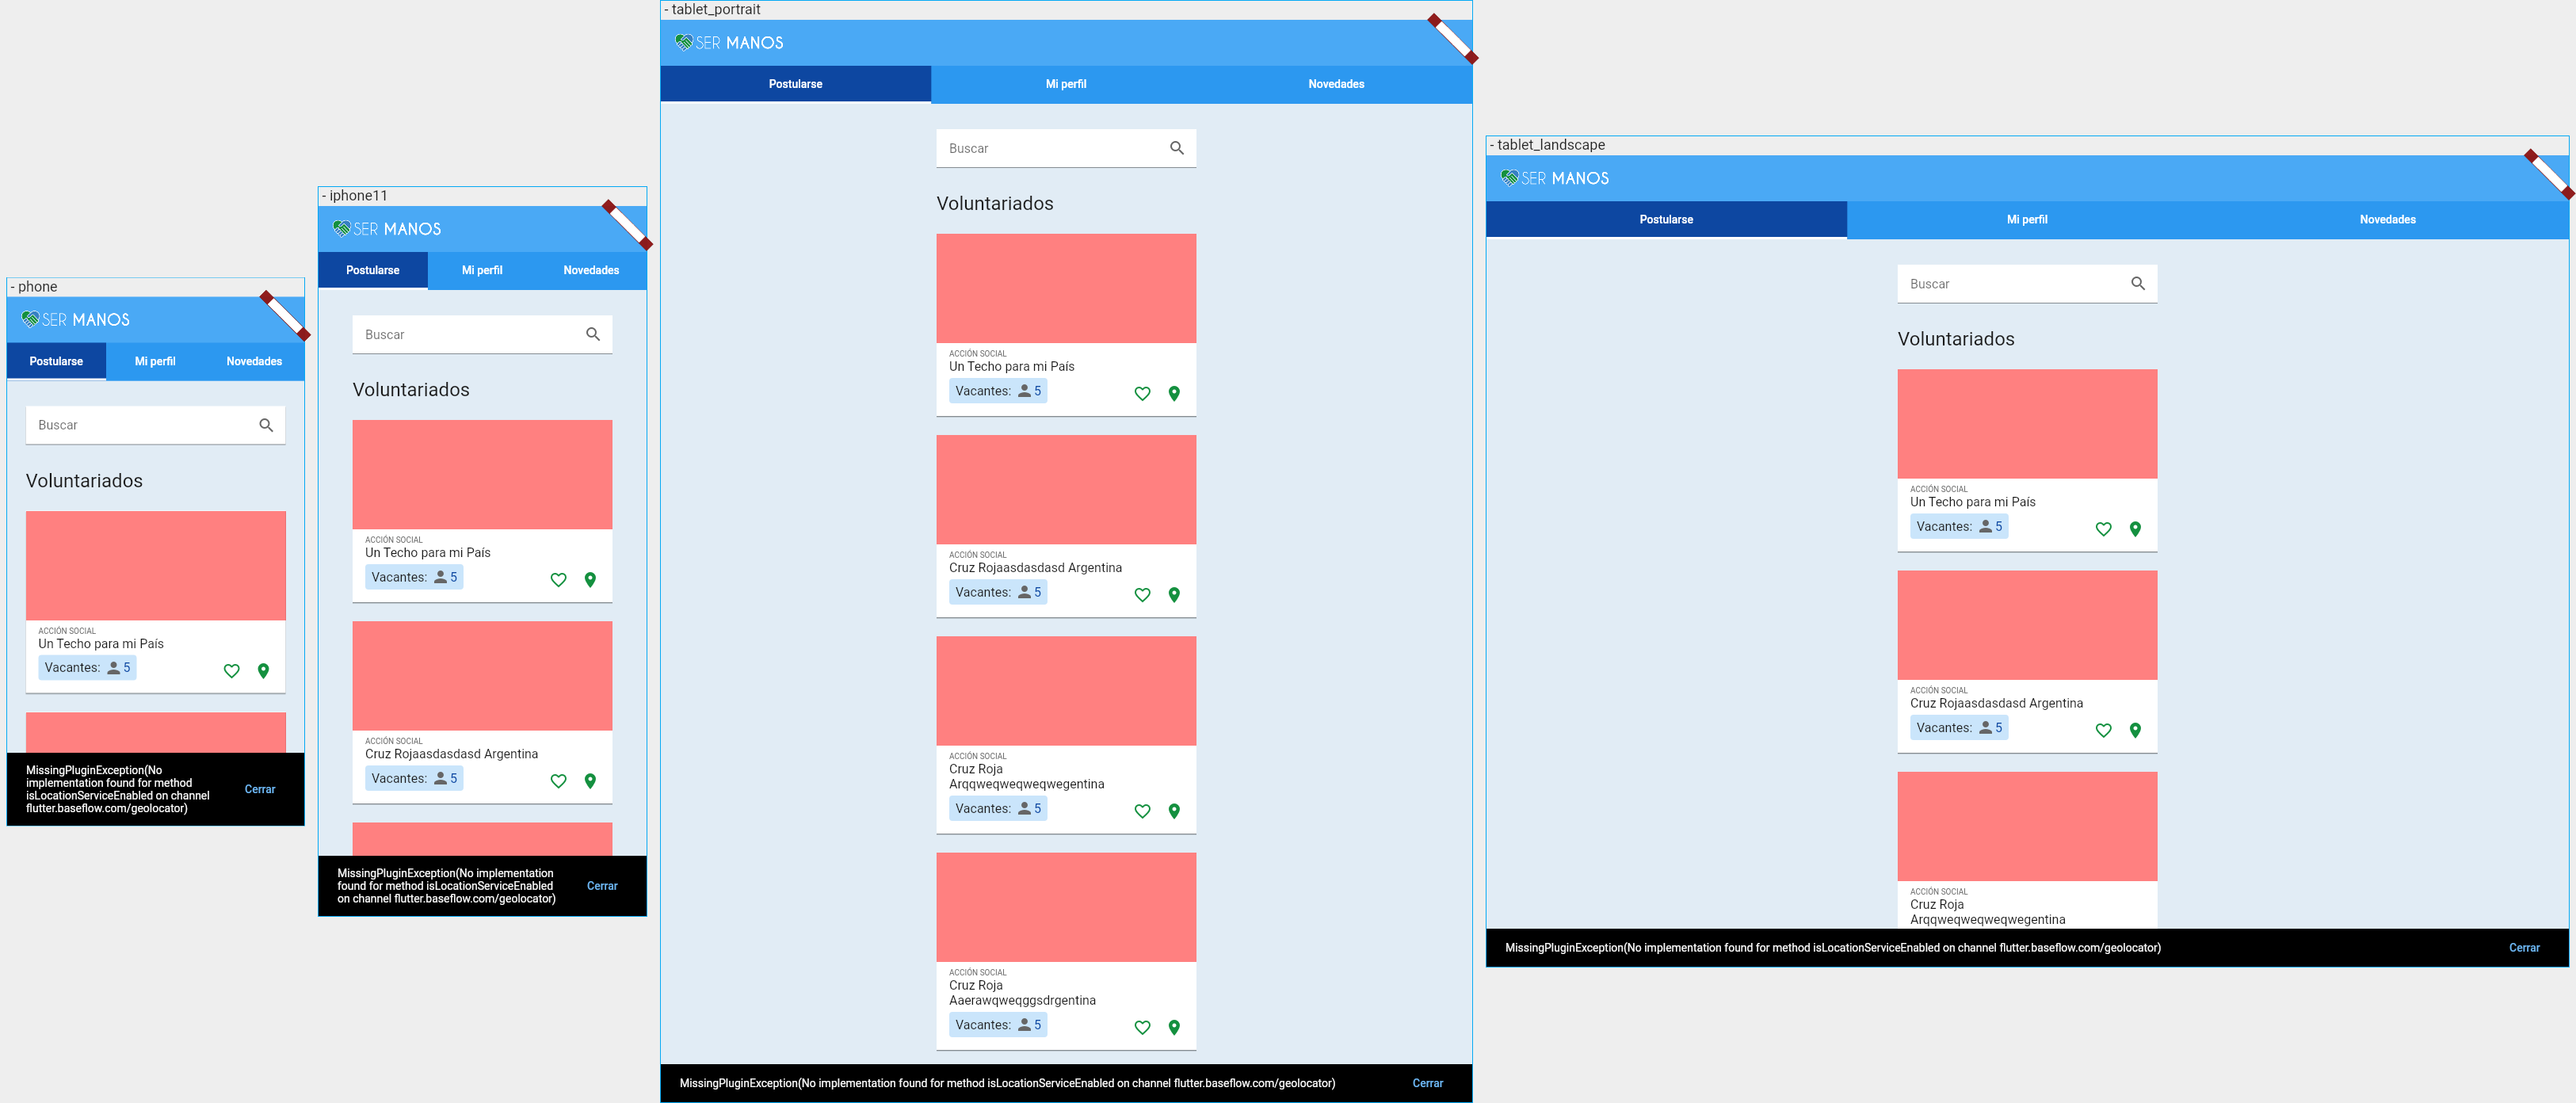 - phone
SER MANOS
Postularse
Mi perfil
Novedades
Buscar
Voluntariados
ACCIÓN SOCIAL
Un Techo para mi País
Vacantes: 5
MissingPluginException(No
implementation found for method
isLocationServiceEnabled on channel
flutter.baseflow.com/geolocator)
Cerrar
- iphone11
SER MANOS
Postularse
Mi perfil
Novedades
Buscar
Voluntariados
ACCIÓN SOCIAL
Un Techo para mi País
Vacantes: 5
ACCIÓN SOCIAL
Cruz Rojaasdasdasd Argentina
Vacantes: 5
MissingPluginException(No implementation
found for method isLocationServiceEnabled
on channel flutter.baseflow.com/geolocator)
Cerrar
- tablet_portrait
SER MANOS
Postularse
Mi perfil
Novedades
Buscar
Voluntariados
ACCIÓN SOCIAL
Un Techo para mi País
Vacantes: 5
ACCIÓN SOCIAL
Cruz Rojaasdasdasd Argentina
Vacantes: 5
ACCIÓN SOCIAL
Cruz Roja
Arqqweqweqweqwegentina
Vacantes: 5
ACCIÓN SOCIAL
Cruz Roja
Aaerawqweqggsdrgentina
Vacantes: 5
MissingPluginException(No implementation found for method isLocationServiceEnabled on channel flutter.baseflow.com/geolocator)
Cerrar
- tablet_landscape
SER MANOS
Postularse
Mi perfil
Novedades
Buscar
Voluntariados
ACCIÓN SOCIAL
Un Techo para mi País
Vacantes: 5
ACCIÓN SOCIAL
Cruz Rojaasdasdasd Argentina
Vacantes: 5
ACCIÓN SOCIAL
Cruz Roja
Arqqweqweqweqwegentina
MissingPluginException(No implementation found for method isLocationServiceEnabled on channel flutter.baseflow.com/geolocator)
Cerrar